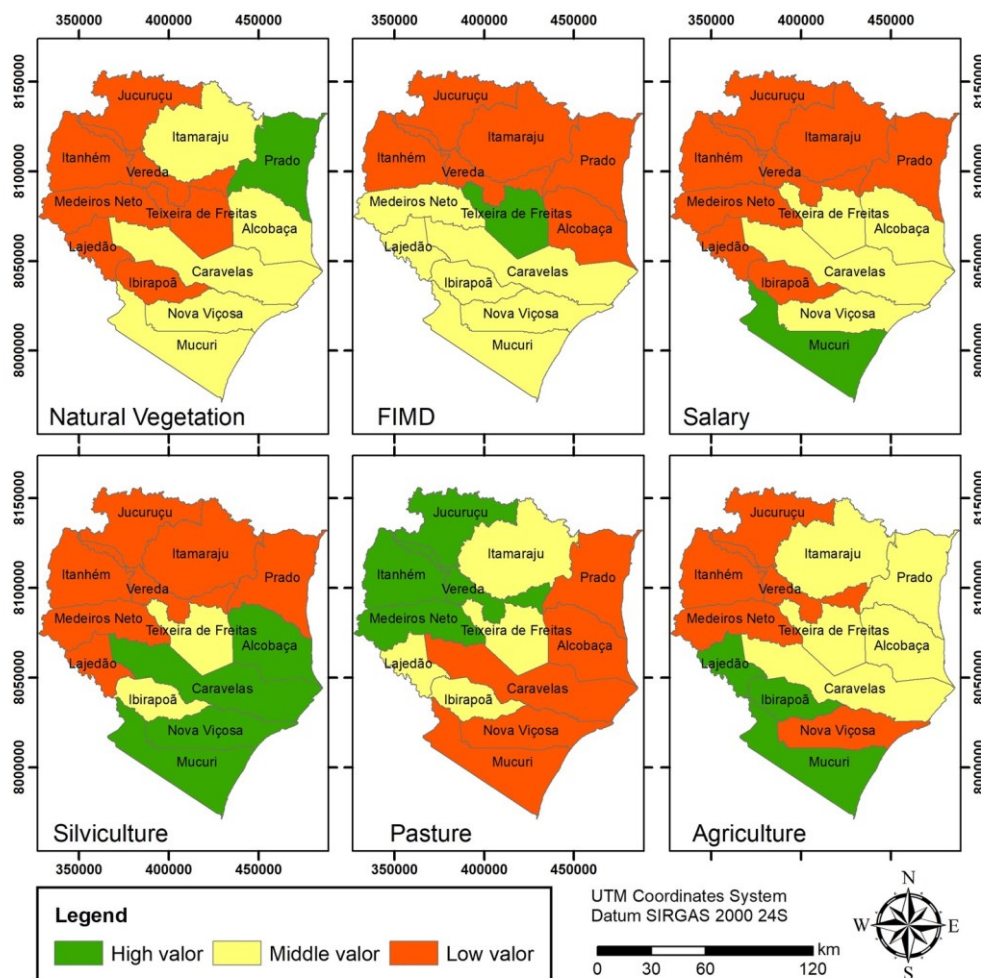 350000 400000 450000 350000 400000 450000 350000 400000 450000
8150000
8100000
8050000
8000000
Jucuruçu
Itamaraju
Itanhém
Vereda
Prado
Medeiros Neto
Teixeira de Freitas
Alcobaça
Lajedão
Caravelas
Ibirapoã
Nova Viçosa
Mucuri
Natural Vegetation
Jucuruçu
Itamaraju
Itanhém
Vereda
Prado
Medeiros Neto
Teixeira de Freitas
Alcobaça
Lajedão
Caravelas
Ibirapoã
Nova Viçosa
Mucuri
FIMD
Jucuruçu
Itamaraju
Itanhém
Vereda
Prado
Medeiros Neto
Teixeira de Freitas
Alcobaça
Lajedão
Caravelas
Ibirapoã
Nova Viçosa
Mucuri
Salary
8150000
8100000
8050000
8000000
8150000
8100000
8050000
8000000
Jucuruçu
Itamaraju
Itanhém
Vereda
Prado
Medeiros Neto
Teixeira de Freitas
Alcobaça
Lajedão
Caravelas
Ibirapoã
Nova Viçosa
Mucuri
Silviculture
Jucuruçu
Itamaraju
Itanhém
Vereda
Prado
Medeiros Neto
Teixeira de Freitas
Alcobaça
Lajedão
Caravelas
Ibirapoã
Nova Viçosa
Mucuri
Pasture
Jucuruçu
Itamaraju
Itanhém
Vereda
Prado
Medeiros Neto
Teixeira de Freitas
Alcobaça
Lajedão
Caravelas
Ibirapoã
Nova Viçosa
Mucuri
Agriculture
8150000
8100000
8050000
8000000
350000 400000 450000 350000 400000 450000 350000 400000 450000
Legend
High valor Middle valor Low valor
UTM Coordinates System
Datum SIRGAS 2000 24S
km
0 30 60 120
N
W E
S